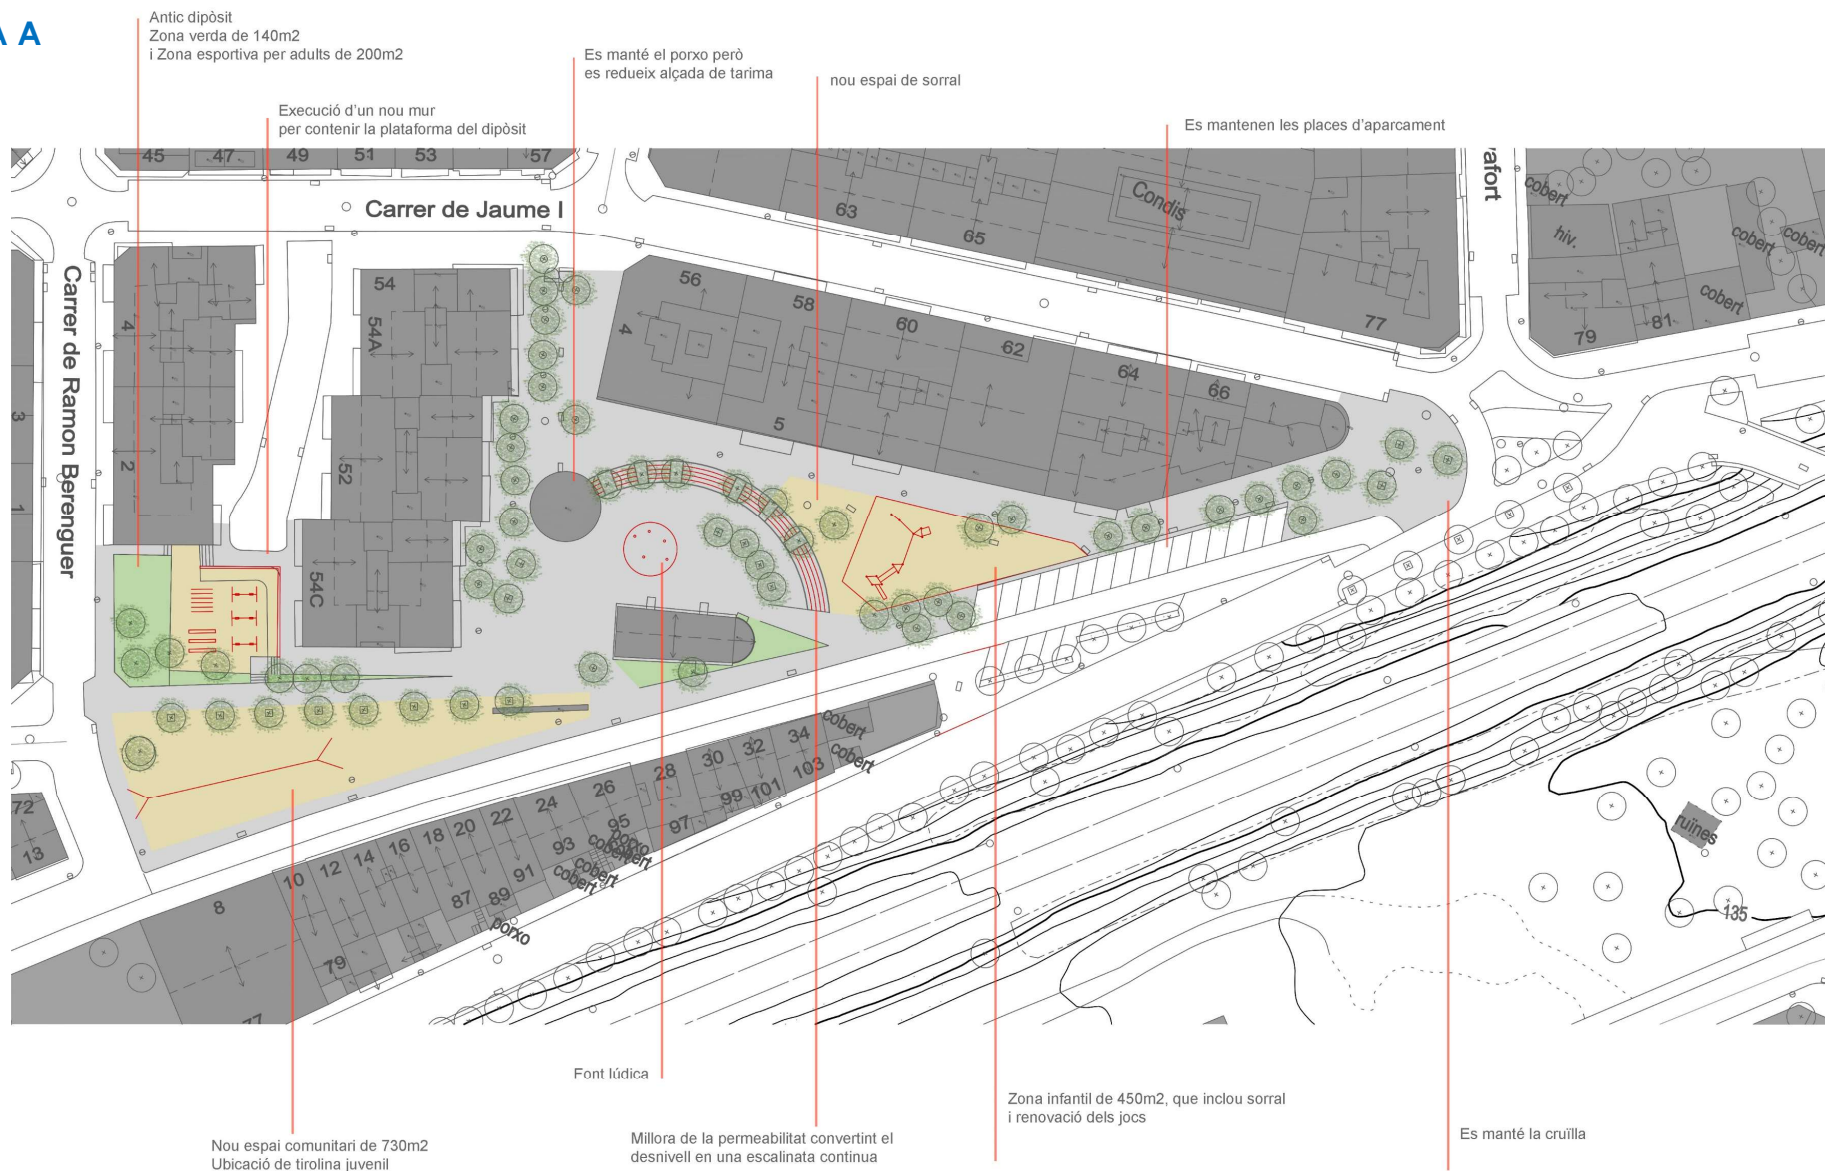 A A
Antic dipòsit
Zona verda de 140m2
i Zona esportiva per adults de 200m2
Es manté el porxo però
es redueix alçada de tarima
nou espai de sorral
Execució d'un nou mur
per contenir la plataforma del dipòsit
Es mantenen les places d'aparcament
45
47
49
51
53
57
Carrer de Jaume I
63
65
Condis
77
rafort
cobert
hiv.
cobert
cobert
cobert
79
81
Carrer de Ramon Berenguer
3
1
4
2
54
54A
52
54C
56
4
58
60
62
64
66
5
72
13
8
10
12
14
16
18
20
22
24
26
28
30
32
34
cobert
cobert
103
101
99
97
95
porxo
cobert
cobert
93
cobert
cobert
91
89
87
porxo
79
77
ruïnes
135
Font lúdica
Nou espai comunitari de 730m2
Ubicació de tirolina juvenil
Millora de la permeabilitat convertint el
desnivell en una escalinata continua
Zona infantil de 450m2, que inclou sorral
i renovació dels jocs
Es manté la cruïlla